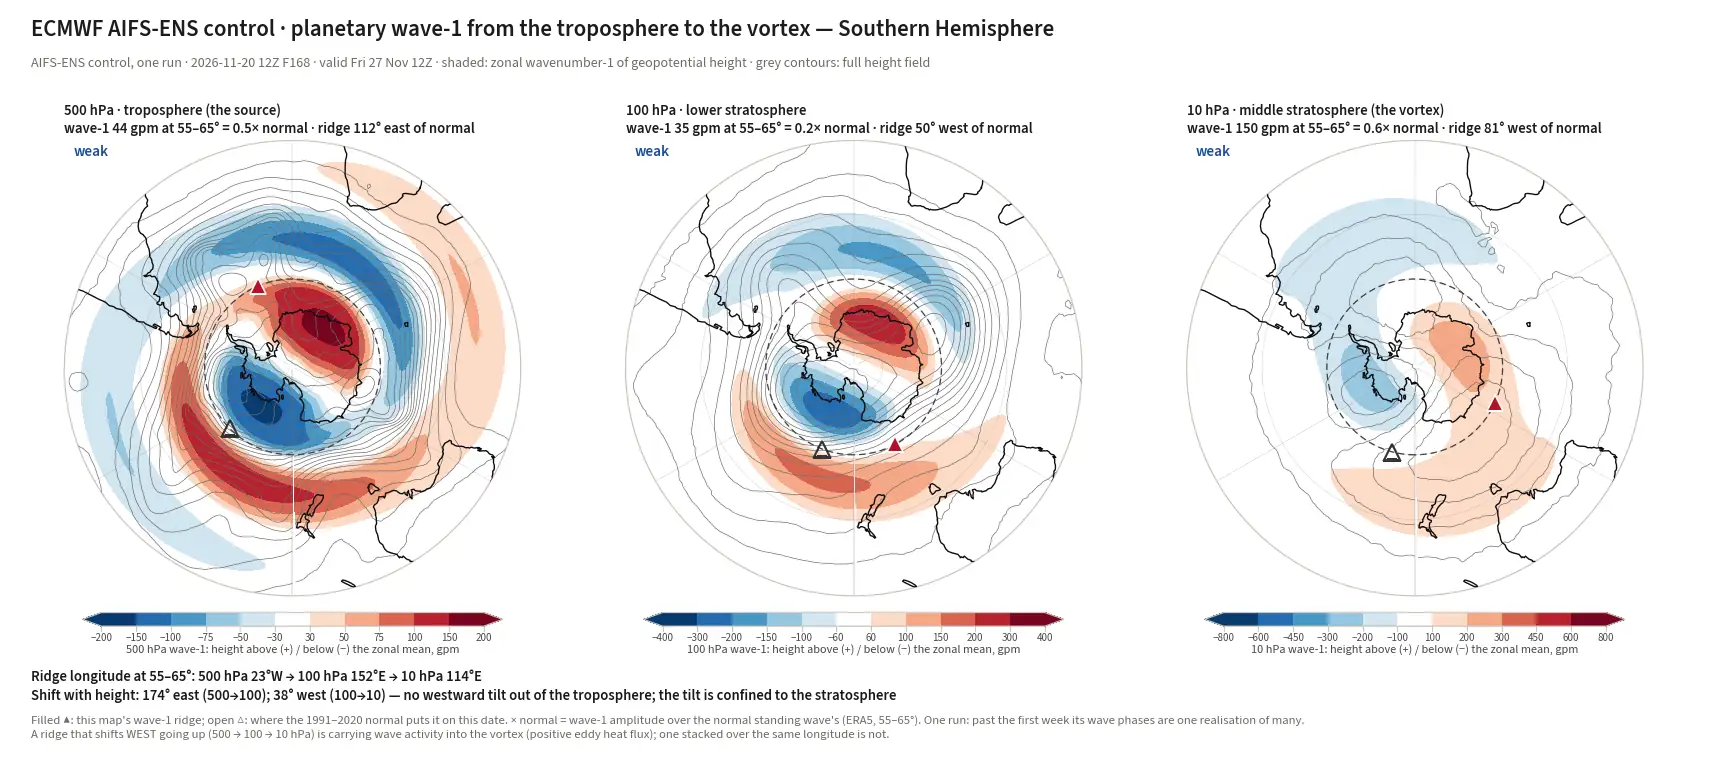 ECMWF AIFS-ENS control · planetary wave-1 from the troposphere to the vortex — Southern Hemisphere
AIFS-ENS control, one run · 2026-11-20 12Z F168 · valid Fri 27 Nov 12Z · shaded: zonal wavenumber-1 of geopotential height · grey contours: full height field
500 hPa · troposphere (the source)
wave-1 44 gpm at 55–65° = 0.5× normal · ridge 112° east of normal
weak
100 hPa · lower stratosphere
wave-1 35 gpm at 55–65° = 0.2× normal · ridge 50° west of normal
weak
10 hPa · middle stratosphere (the vortex)
wave-1 150 gpm at 55–65° = 0.6× normal · ridge 81° west of normal
weak
−200 −150 −100 −75 −50 −30 30 50 75 100 150 200
500 hPa wave-1: height above (+) / below (−) the zonal mean, gpm
−400 −300 −200 −150 −100 −60 60 100 150 200 300 400
100 hPa wave-1: height above (+) / below (−) the zonal mean, gpm
−800 −600 −450 −300 −200 −100 100 200 300 450 600 800
10 hPa wave-1: height above (+) / below (−) the zonal mean, gpm
Ridge longitude at 55–65°: 500 hPa 23°W → 100 hPa 152°E → 10 hPa 114°E
Shift with height: 174° east (500→100); 38° west (100→10) — no westward tilt out of the troposphere; the tilt is confined to the stratosphere
Filled ▲: this map's wave-1 ridge; open △: where the 1991–2020 normal puts it on this date. × normal = wave-1 amplitude over the normal standing wave's (ERA5, 55–65°). One run: past the first week its wave phases are one realisation of many.
A ridge that shifts WEST going up (500 → 100 → 10 hPa) is carrying wave activity into the vortex (positive eddy heat flux); one stacked over the same longitude is not.